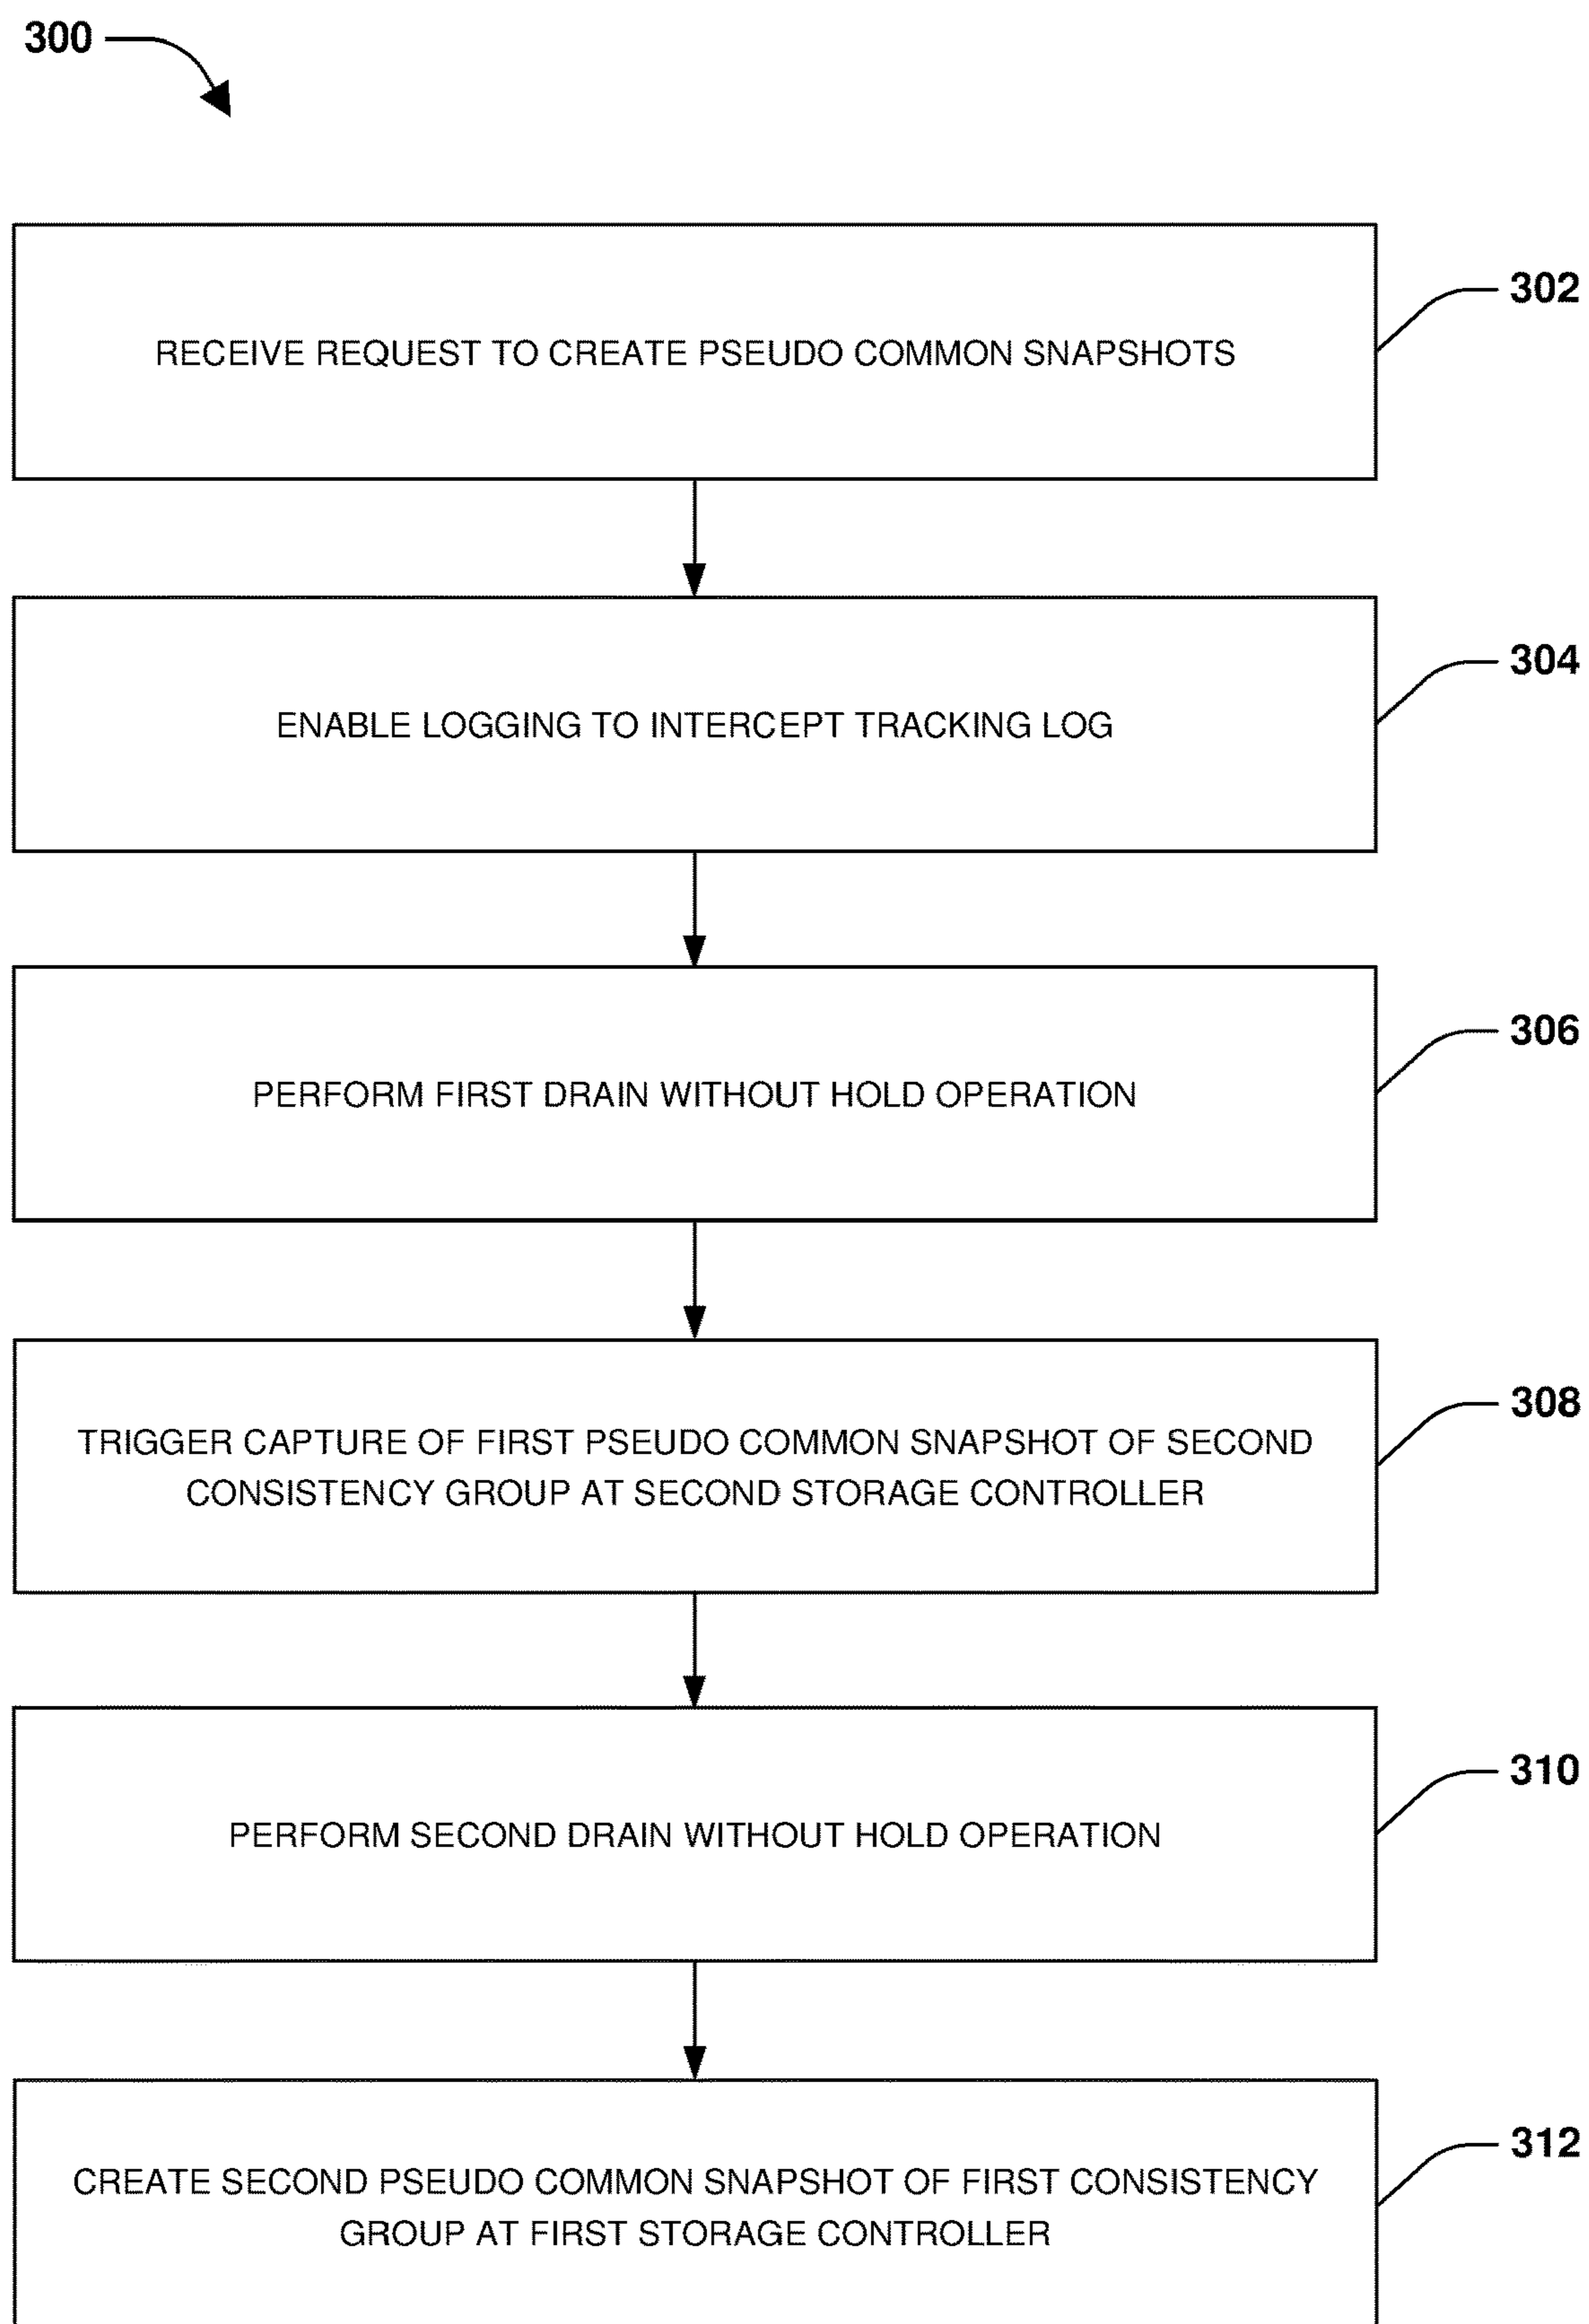 300
302
RECEIVE REQUEST TO CREATE PSEUDO COMMON SNAPSHOTS
304
ENABLE LOGGING TO INTERCEPT TRACKING LOG
306
PERFORM FIRST DRAIN WITHOUT HOLD OPERATION
308
TRIGGER CAPTURE OF FIRST PSEUDO COMMON SNAPSHOT OF SECOND
CONSISTENCY GROUP AT SECOND STORAGE CONTROLLER
310
PERFORM SECOND DRAIN WITHOUT HOLD OPERATION
312
CREATE SECOND PSEUDO COMMON SNAPSHOT OF FIRST CONSISTENCY
GROUP AT FIRST STORAGE CONTROLLER